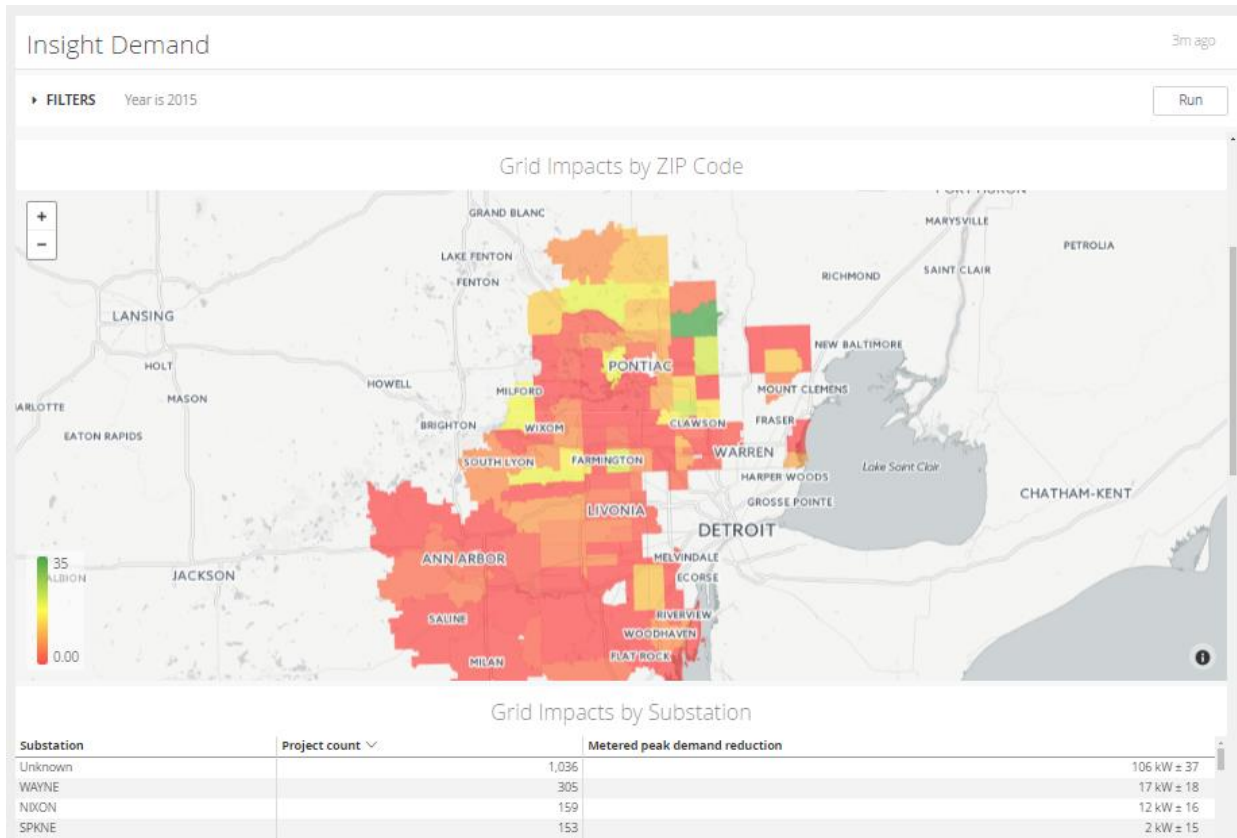 Insight Demand
3m ago
FILTERS Year is 2015
Run
Grid Impacts by ZIP Code
+
−
GRAND BLANC
MARYSVILLE
PETROLIA
LAKE FENTON
SAINT CLAIR
RICHMOND
FENTON
LANSING
NEW BALTIMORE
HOLT
PONTIAC
HOWELL
MILFORD
MOUNT CLEMENS
MASON
EATON RAPIDS
BRIGHTON
WIXOM
CLAWSON
FRASER
WARREN
SOUTH LYON
FARMINGTON
Lake Saint Clair
HARPER WOODS
CHATHAM-KENT
GROSSE POINTE
LIVONIA
DETROIT
ANN ARBOR
MELVINDALE
35
JACKSON
ECORSE
RIVERVIEW
SALINE
WOODHAVEN
0.00
MILAN
FLAT ROCK
Grid Impacts by Substation
Substation Project count Metered peak demand reduction
Unknown 1,036 106 kW ± 37
WAYNE 305 17 kW ± 18
NIXON 159 12 kW ± 16
SPKNE 153 2 kW ± 15